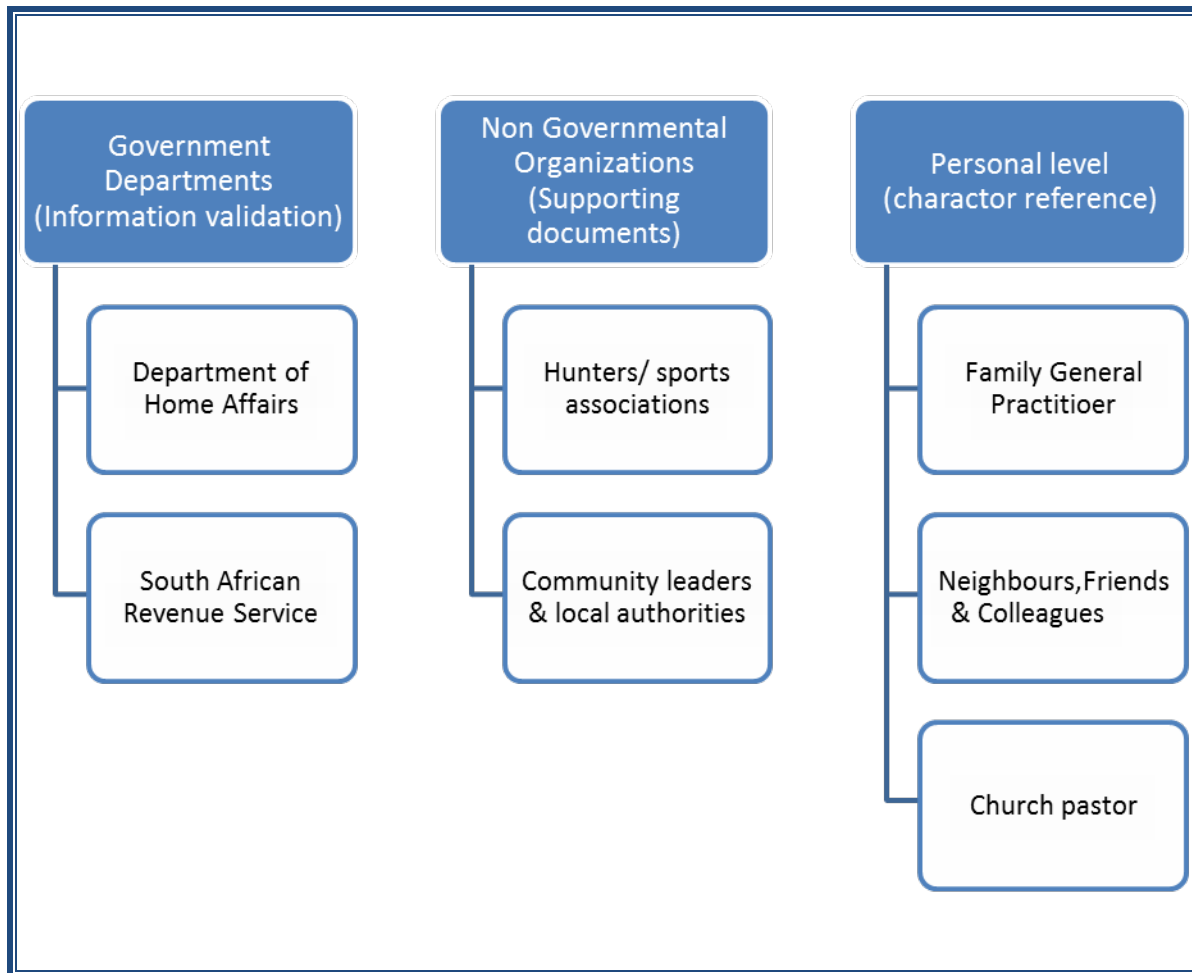 Government
Departments
(Information validation)
Department of
Home Affairs
South African
Revenue Service
Non Governmental
Organizations
(Supporting
documents)
Hunters/ sports
associations
Community leaders
& local authorities
Personal level
(charactor reference)
Family General
Practitioer
Neighbours,Friends
& Colleagues
Church pastor